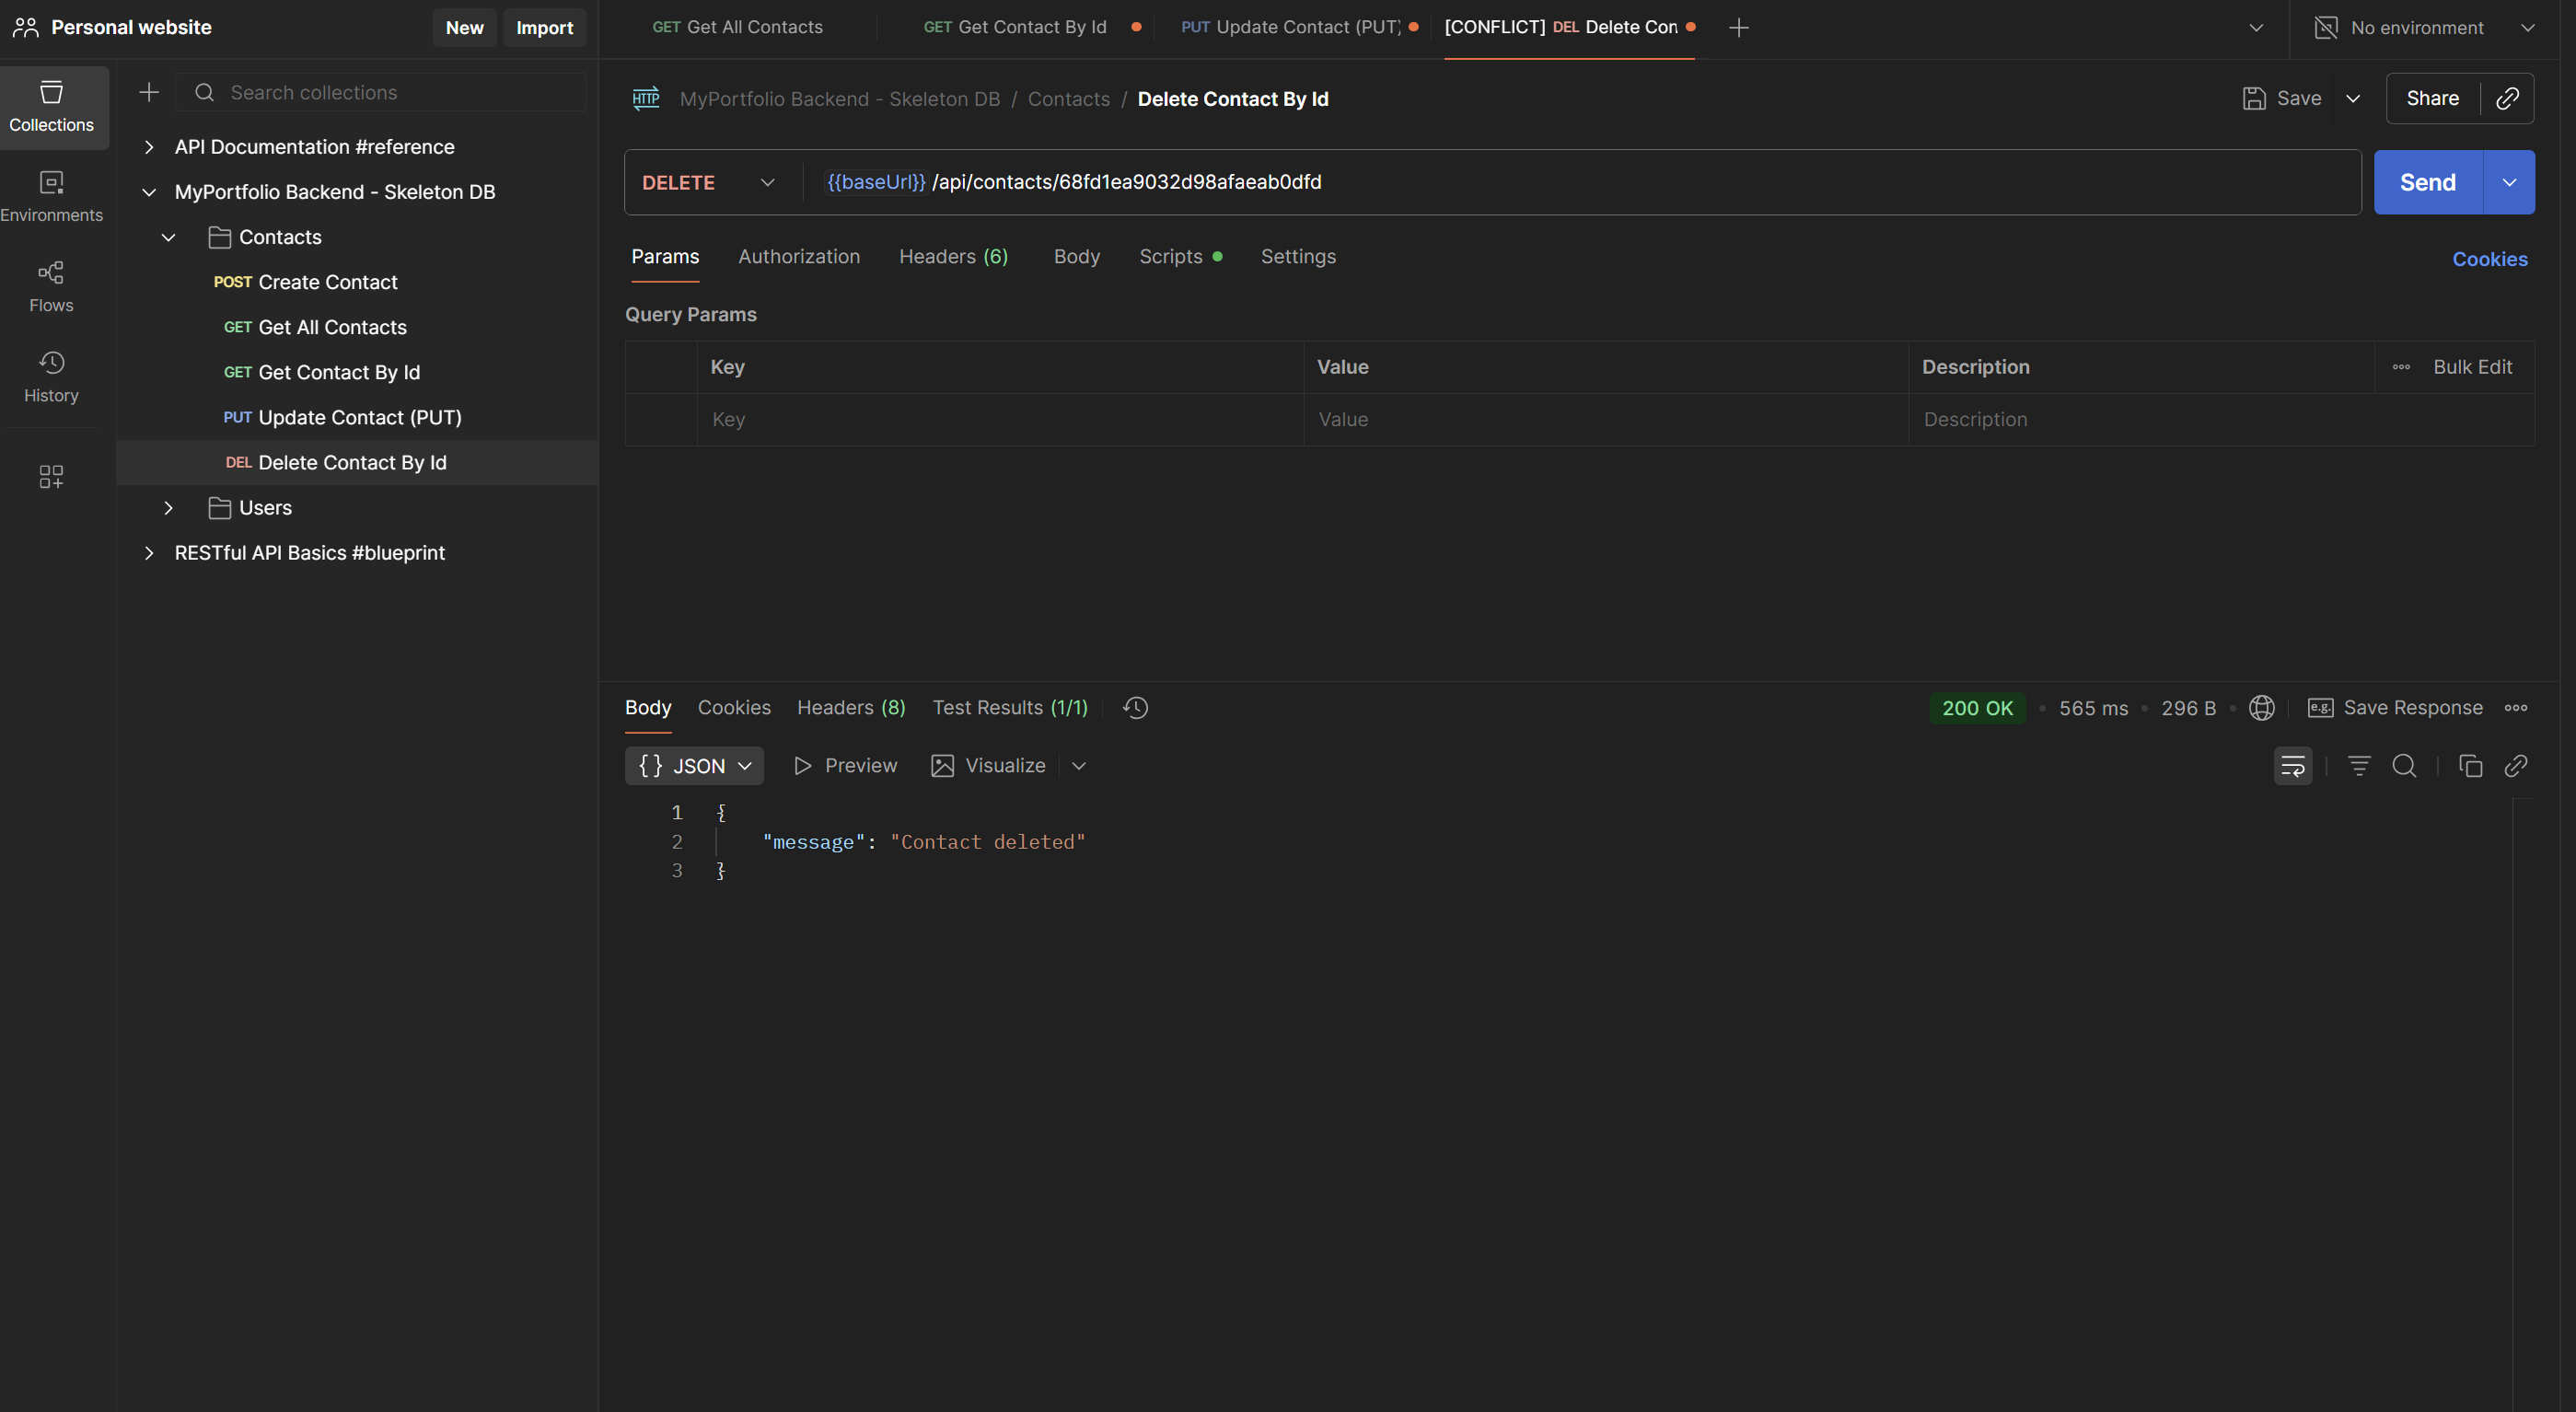 Personal website
New
Import
GET Get All Contacts
GET Get Contact By Id
PUT Update Contact (PUT)
[CONFLICT] DEL Delete Con
No environment
Collections
Environments
Flows
History
Search collections
API Documentation #reference
MyPortfolio Backend - Skeleton DB
Contacts
POST Create Contact
GET Get All Contacts
GET Get Contact By Id
PUT Update Contact (PUT)
DEL Delete Contact By Id
Users
RESTful API Basics #blueprint
HTTP MyPortfolio Backend - Skeleton DB / Contacts / Delete Contact By Id
Save
Share
DELETE {{baseUrl}} /api/contacts/68fd1ea9032d98afaeab0dfd
Send
Params Authorization Headers (6) Body Scripts Settings
Cookies
Query Params
Key Value Description Bulk Edit
Key Value Description
Body Cookies Headers (8) Test Results (1/1)
200 OK • 565 ms • 296 B
e.g. Save Response
{ } JSON Preview Visualize
1 {
2 "message": "Contact deleted"
3 }